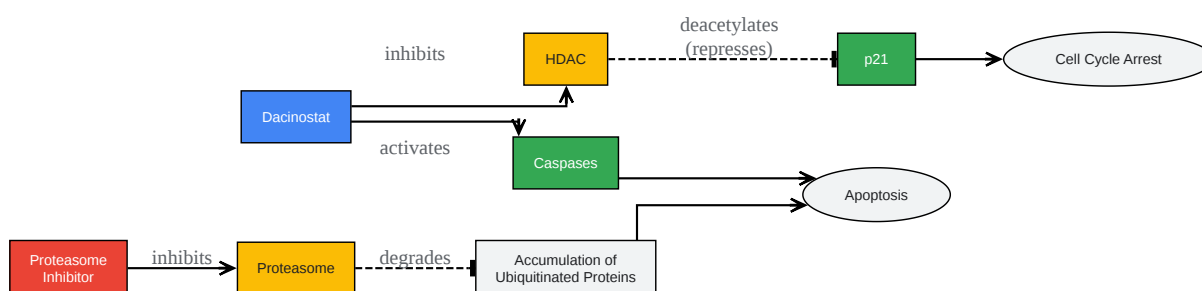 deacetylates
(represses)
inhibits
HDAC
p21
Cell Cycle Arrest
Dacinostat
activates
Caspases
Apoptosis
Proteasome
Inhibitor
inhibits
Proteasome
degrades
Accumulation of
Ubiquitinated Proteins